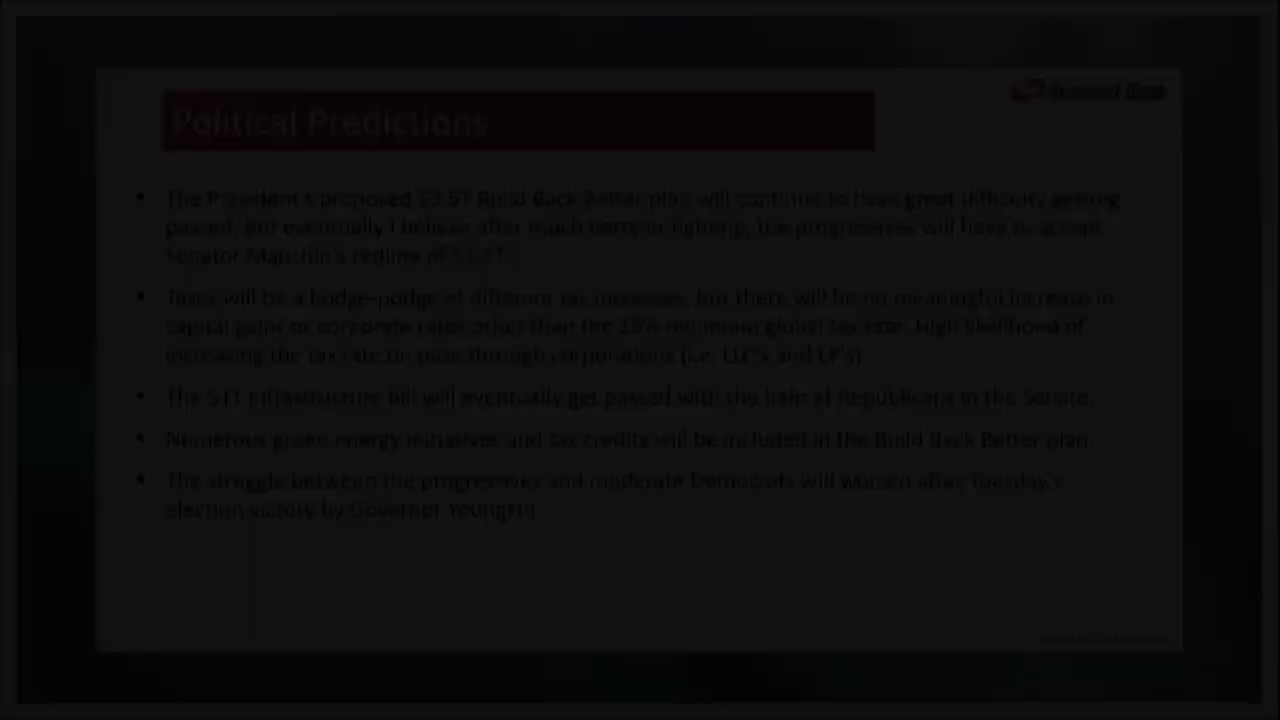 Political Predictions
• The President's proposed $3.5T Build Back Better plan will continue to have great difficulty getting
passed, but eventually I believe after much party in-fighting, the progressives will have to accept
Senator Manchin's redline of
• Taxes will be a hodge-podge of different tax increases, but there will be no meaningful increase in
capital gains or corporate rates other than the 15% minimum global tax rate. High likelihood of
increasing the tax rate on pass-through corporations (i.e. LLC's and LP's)
• The $1T infrastructure bill will eventually get passed with the help of Republicans in the Senate.
• Numerous green energy initiatives and tax credits will be included in the Build Back Better plan.
• The struggle between the progressives and moderate Democrats will worsen after Tuesday's
election victory by Governor Youngkin